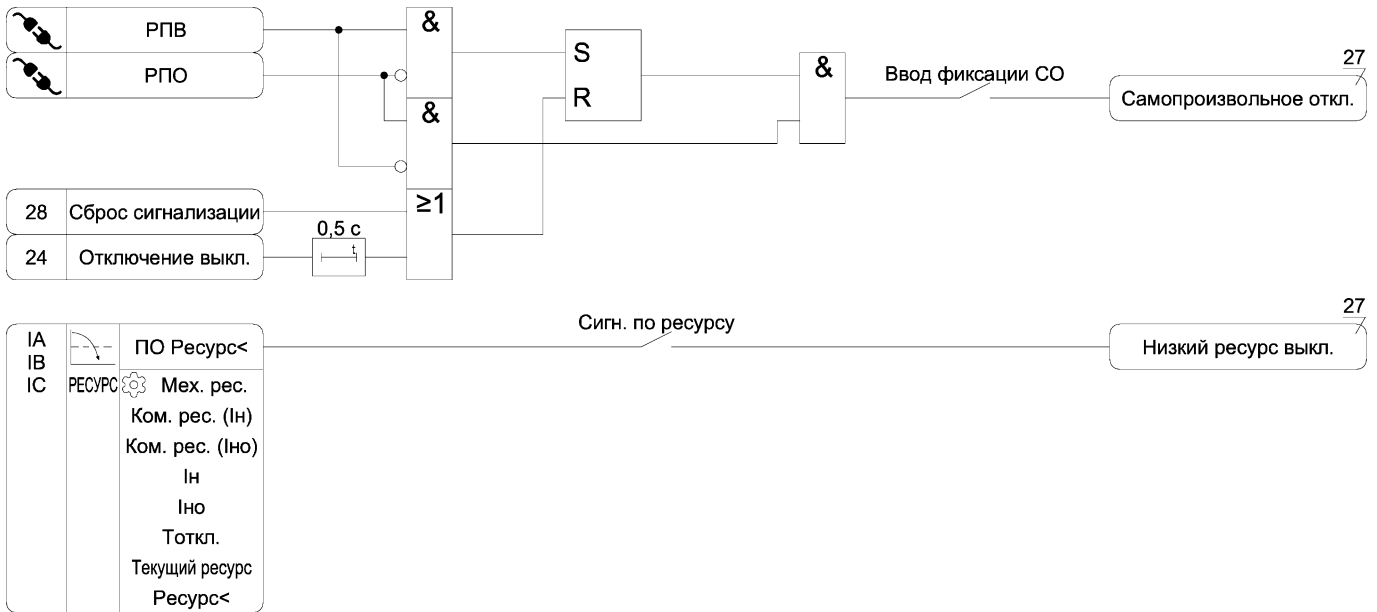 РПВ
РПО
&
&
≥1
S
R
&
Ввод фиксации СО
27
Самопроизвольное откл.
28 Сброс сигнализации
24 Отключение выкл.
0,5 с
t
IA
IB
IC
РЕСУРС
ПО Ресурс<
Мех. рес.
Ком. рес. (Iн)
Ком. рес. (Iно)
Iн
Iно
Tоткл.
Текущий ресурс
Ресурс<
Сигн. по ресурсу
27
Низкий ресурс выкл.